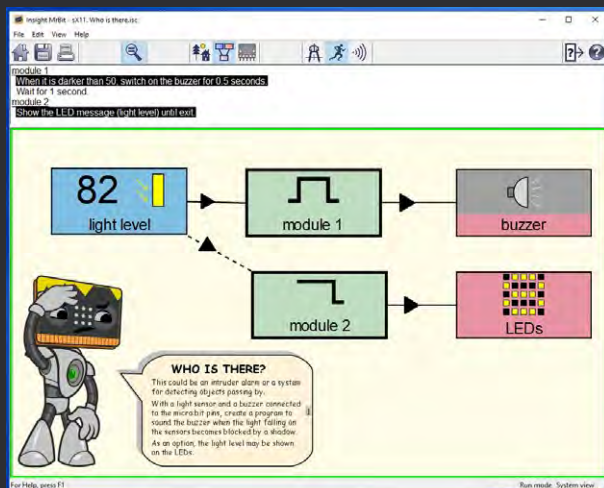 Insight MrBit - sX11. Who is there.isc
File Edit View Help
module 1
When it is darker than 50, switch on the buzzer for 0.5 seconds
Wait for 1 second.
module 2
Show the LED message (light level) until exit.
82
light level
module 1
buzzer
module 2
LEDs
WHO IS THERE?
This could be an intruder alarm or a system
for detecting objects passing by.
With a light sensor and a buzzer connected
to the micro:bit pins, create a program to
sound the buzzer when the light falling on
the sensors becomes blocked by a shadow.
As an option, the light level may be shown
on the LEDs.
For Help, press F1
Run mode System view